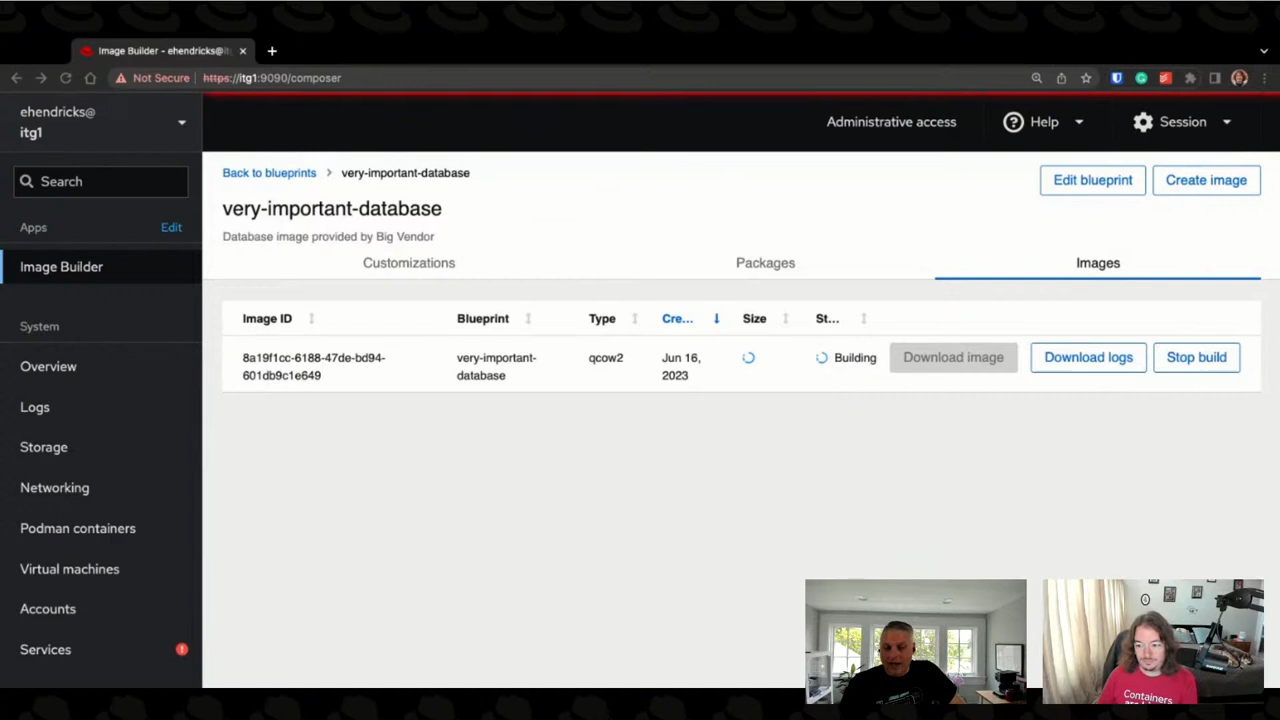 Image Builder - ehendricks@it
Not Secure
https://itg1:9090/composer
ehendricks@
itg1
Administrative access
Help
Session
Search
Apps
Edit
Image Builder
System
Overview
Logs
Storage
Networking
Podman containers
Virtual machines
Accounts
Services
Back to blueprints
very-important-database
Edit blueprint
Create image
very-important-database
Database image provided by Big Vendor
Customizations
Packages
Images
Image ID
Blueprint
Type
Cre...
Size
St...
8a19f1cc-6188-47de-bd94-
601db9c1e649
very-important-
database
qcow2
Jun 16,
2023
Building
Download image
Download logs
Stop build
Containers